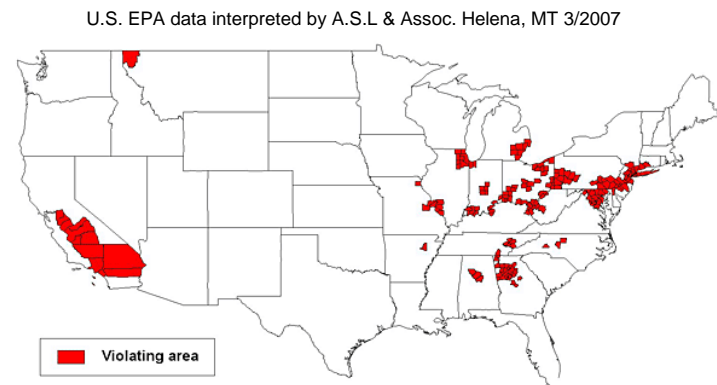 U.S. EPA data interpreted by A.S.L & Assoc. Helena, MT 3/2007
Violating area